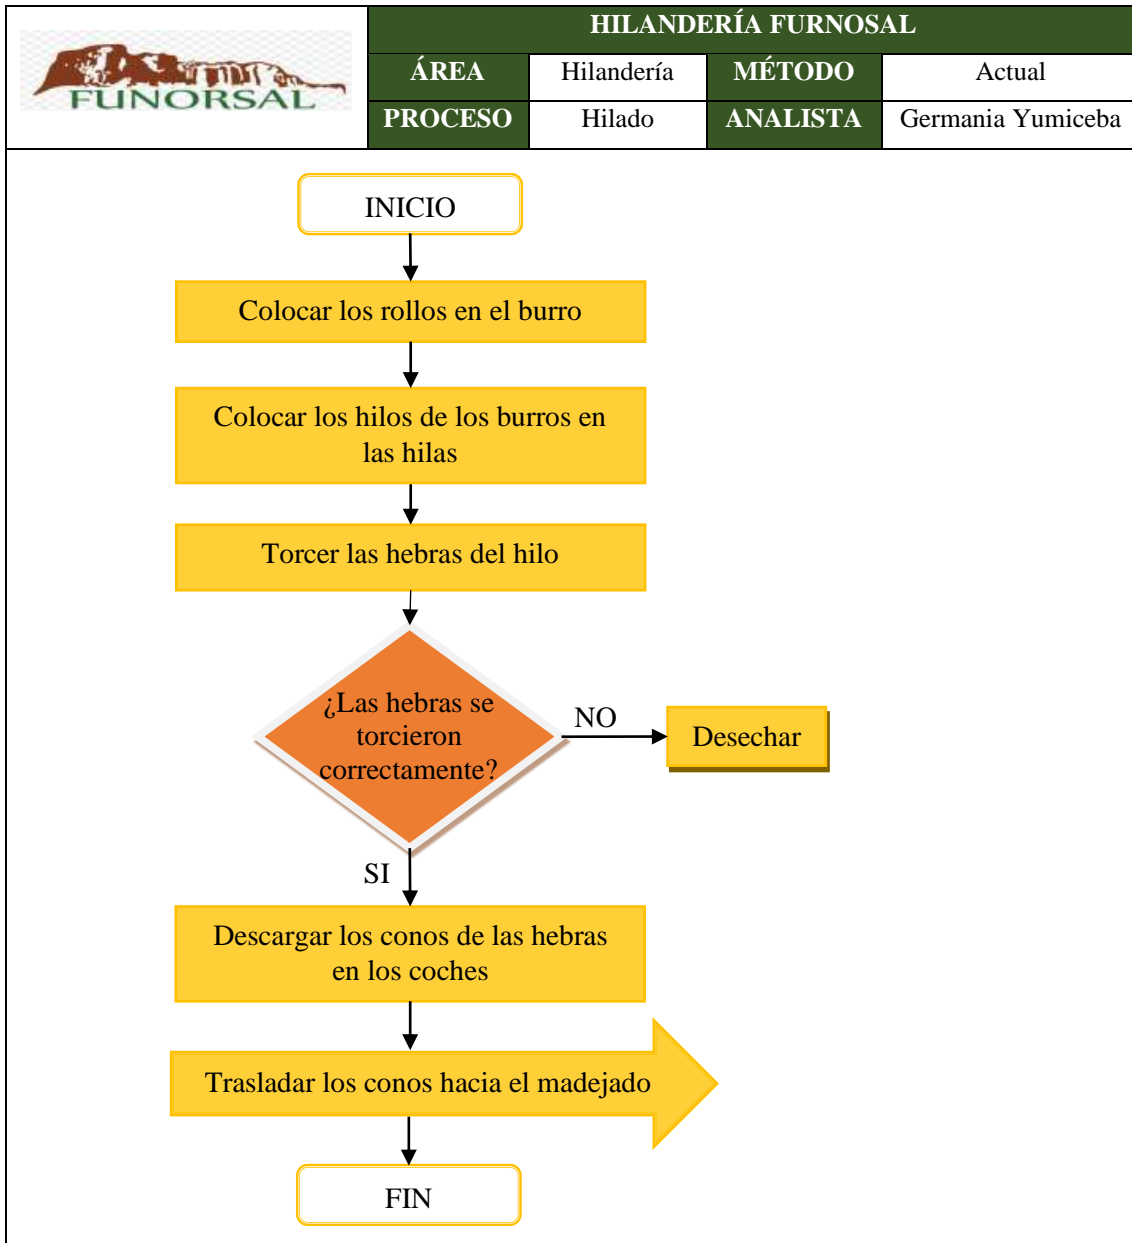 FUNORSAL
HILANDERÍA FURNOSAL
ÁREA Hilandería MÉTODO Actual
PROCESO Hilado ANALISTA Germania Yumiceba
INICIO
Colocar los rollos en el burro
Colocar los hilos de los burros en
las hilas
Torcer las hebras del hilo
¿Las hebras se
torcieron
correctamente?
NO
Desechar
SI
Descargar los conos de las hebras
en los coches
Trasladar los conos hacia el madejado
FIN